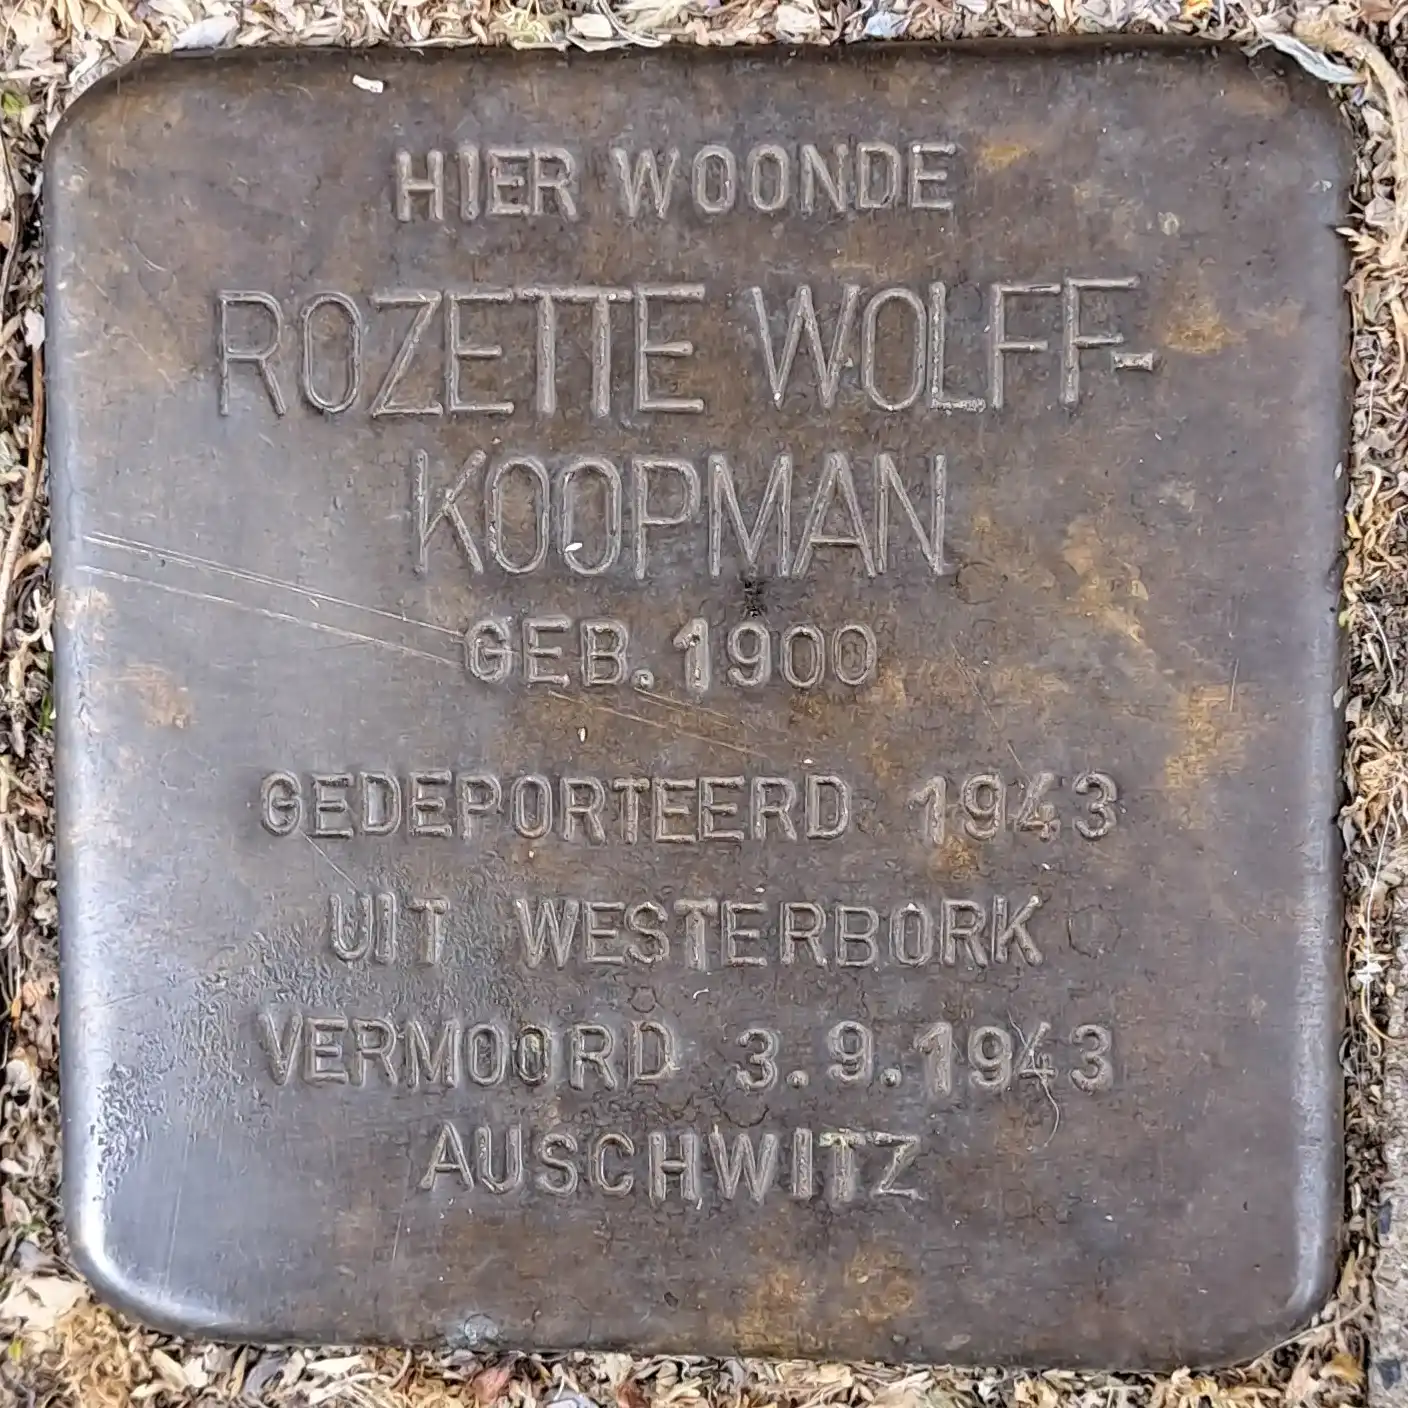 HIER WOONDE
ROZETTE WOLFF-
KOOPMAN
GEB. 1900
GEDEPORTEERD 1943
UIT WESTERBORK
VERMOORD 3.9.1943
AUSCHWITZ